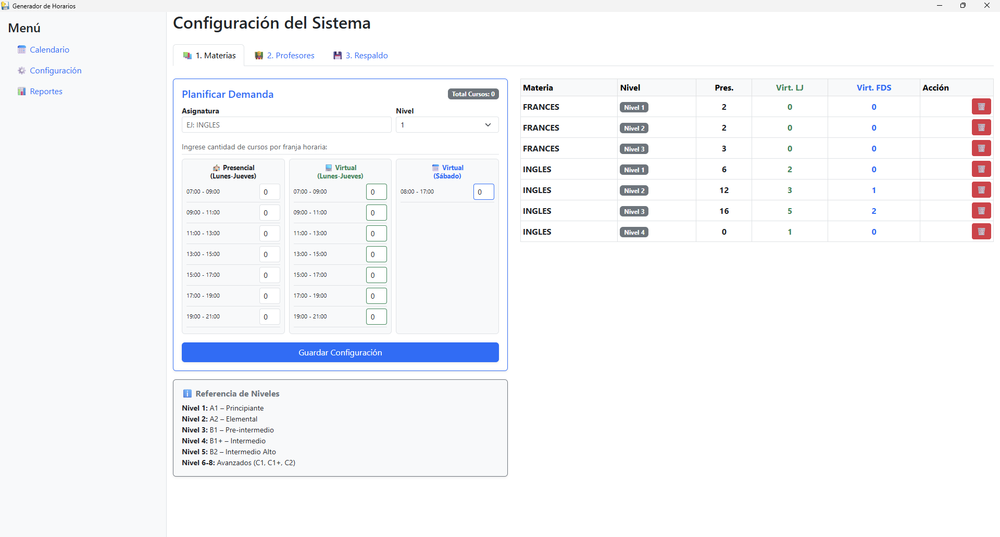 Generador de Horarios
Menú
Calendario
Configuración
Reportes
Configuración del Sistema
1. Materias
2. Profesores
3. Respaldo
Planificar Demanda
Total Cursos: 0
Asignatura
Nivel
EJ: INGLES
1
Ingrese cantidad de cursos por franja horaria:
Presencial
(Lunes-Jueves)
07:00 - 09:00 0
09:00 - 11:00 0
11:00 - 13:00 0
13:00 - 15:00 0
15:00 - 17:00 0
17:00 - 19:00 0
19:00 - 21:00 0
Virtual
(Lunes-Jueves)
07:00 - 09:00 0
09:00 - 11:00 0
11:00 - 13:00 0
13:00 - 15:00 0
15:00 - 17:00 0
17:00 - 19:00 0
19:00 - 21:00 0
Virtual
(Sábado)
08:00 - 17:00 0
Guardar Configuración
Referencia de Niveles
Nivel 1: A1 – Principiante
Nivel 2: A2 – Elemental
Nivel 3: B1 – Pre-intermedio
Nivel 4: B1+ – Intermedio
Nivel 5: B2 – Intermedio Alto
Nivel 6-8: Avanzados (C1, C1+, C2)
Materia Nivel Pres. Virt. LJ Virt. FDS Acción
FRANCES Nivel 1 2 0 0
FRANCES Nivel 2 2 0 0
FRANCES Nivel 3 3 0 0
INGLES Nivel 1 6 2 0
INGLES Nivel 2 12 3 1
INGLES Nivel 3 16 5 2
INGLES Nivel 4 0 1 0